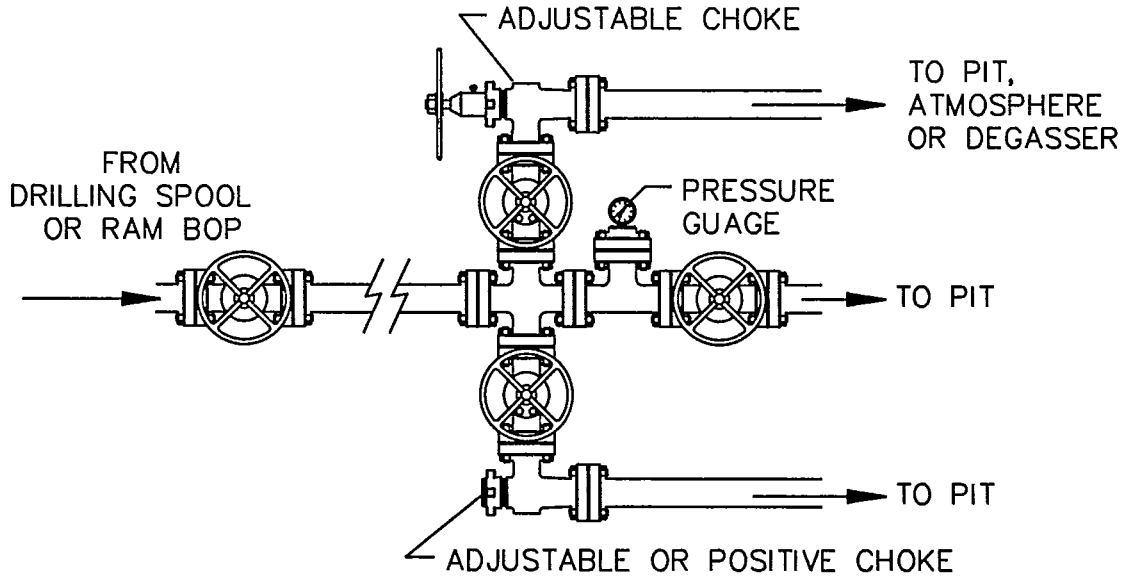 ADJUSTABLE CHOKE
TO PIT,
ATMOSPHERE
OR DEGASSER
FROM
DRILLING SPOOL
OR RAM BOP
PRESSURE
GUAGE
TO PIT
TO PIT
ADJUSTABLE OR POSITIVE CHOKE